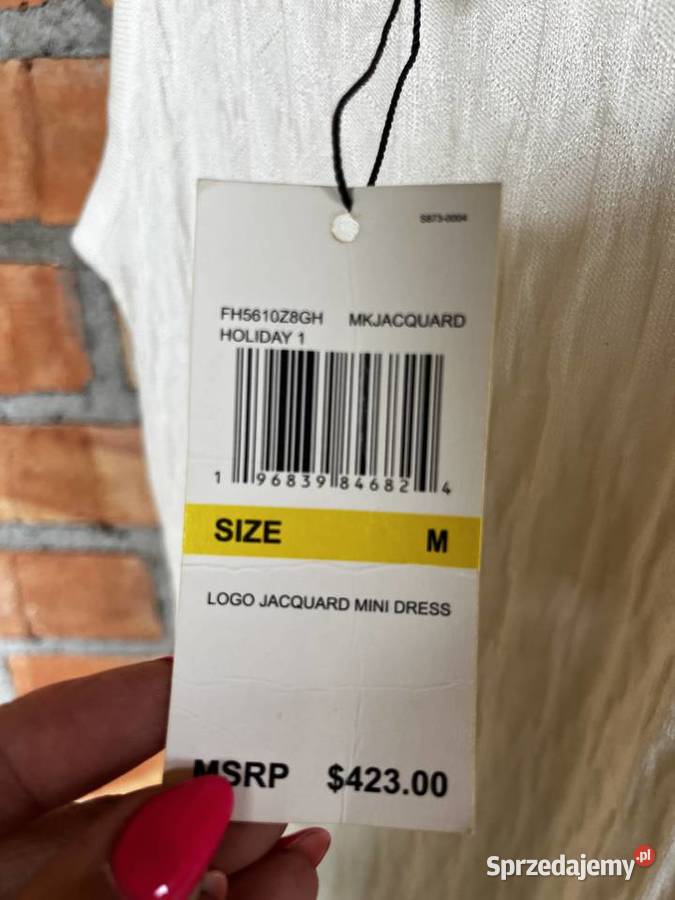 S873-0004
FH5610Z8GH MKJACQUARD
HOLIDAY 1
1 96839 84682 4
SIZE M
LOGO JACQUARD MINI DRESS
MSRP $423.00
Sprzedajemy.pl